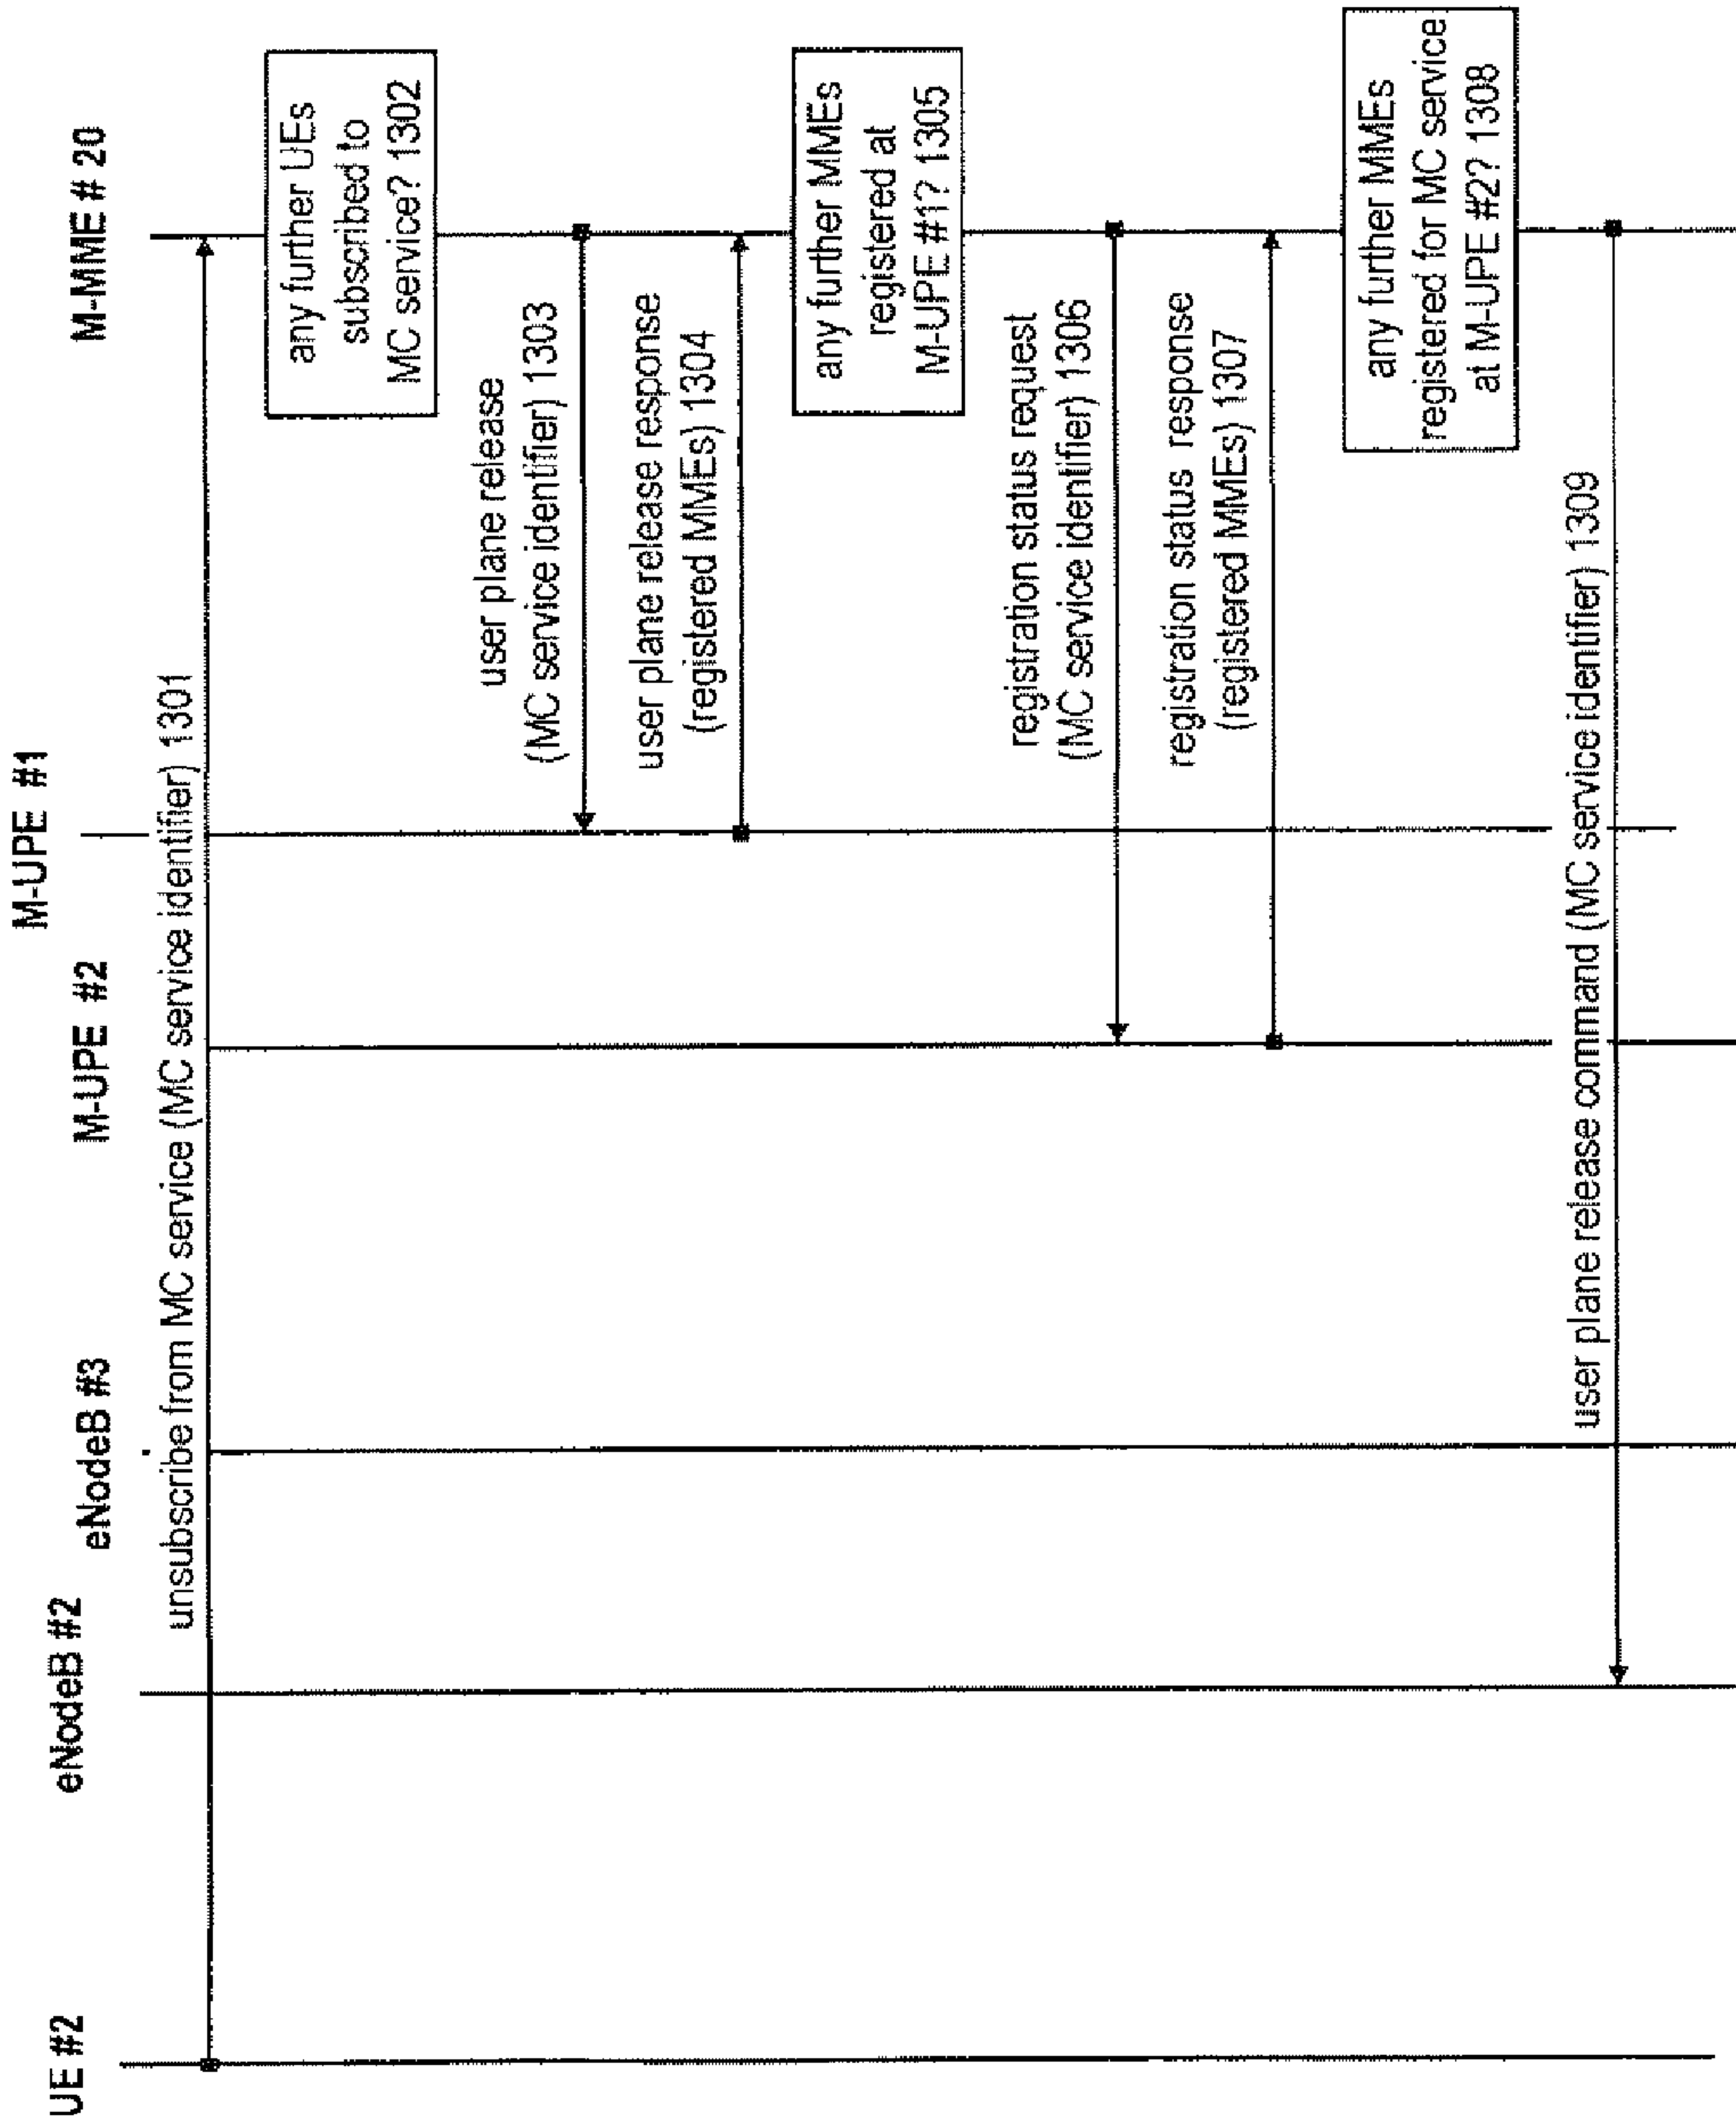 UE #2
eNodeB #2
eNodeB #3
M-UPE #2
M-UPE #1
M-MME # 20
unsubscribe from MC service (MC service identifier) 1301
any further UEs
subscribed to
MC service? 1302
user plane release
(MC service identifier) 1303
user plane release response
(registered MMEs) 1304
any further MMEs
registered at
M-UPE #1? 1305
registration status request
(MC service identifier) 1306
registration status response
(registered MMEs) 1307
any further MMEs
registered for MC service
at M-UPE #2? 1308
user plane release command (MC service identifier) 1309